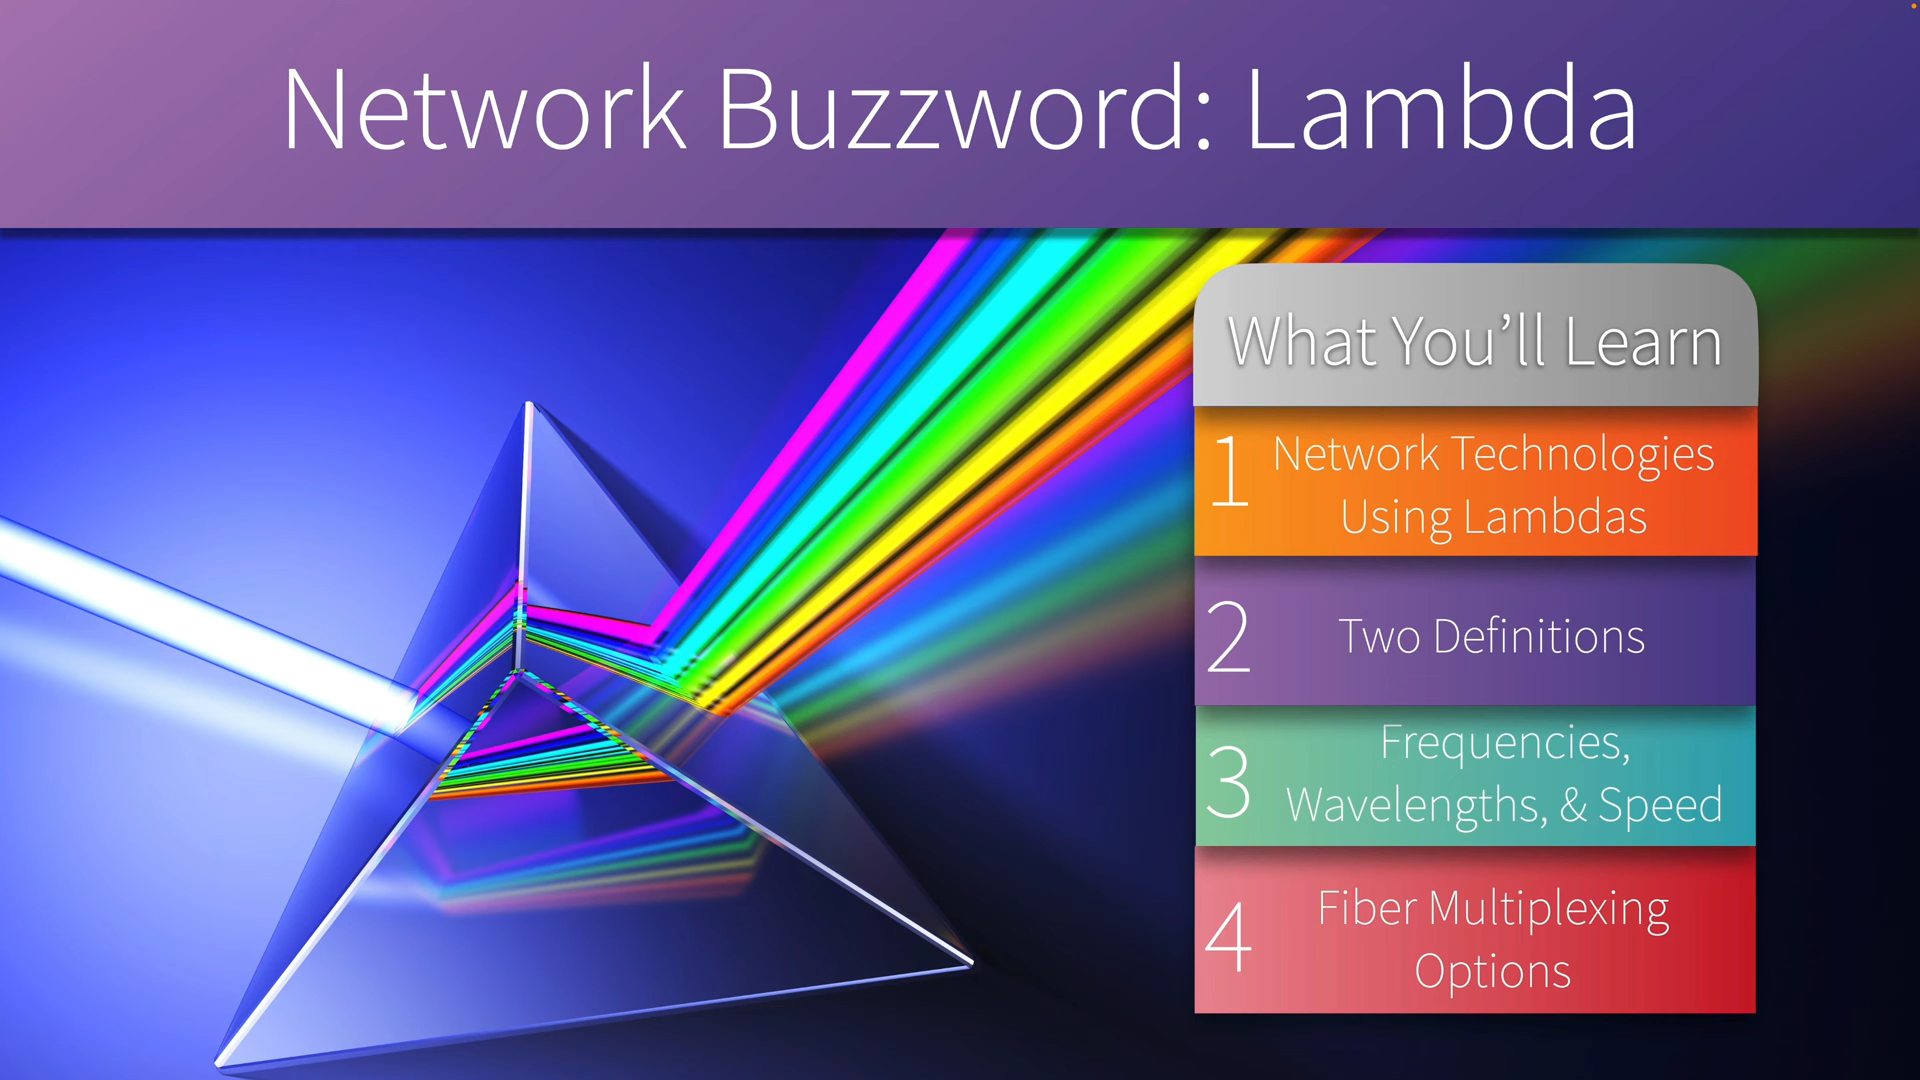 Network Buzzword: Lambda
What You’ll Learn
1
Network Technologies
Using Lambdas
2
Two Definitions
3
Frequencies,
Wavelengths, & Speed
4
Fiber Multiplexing
Options